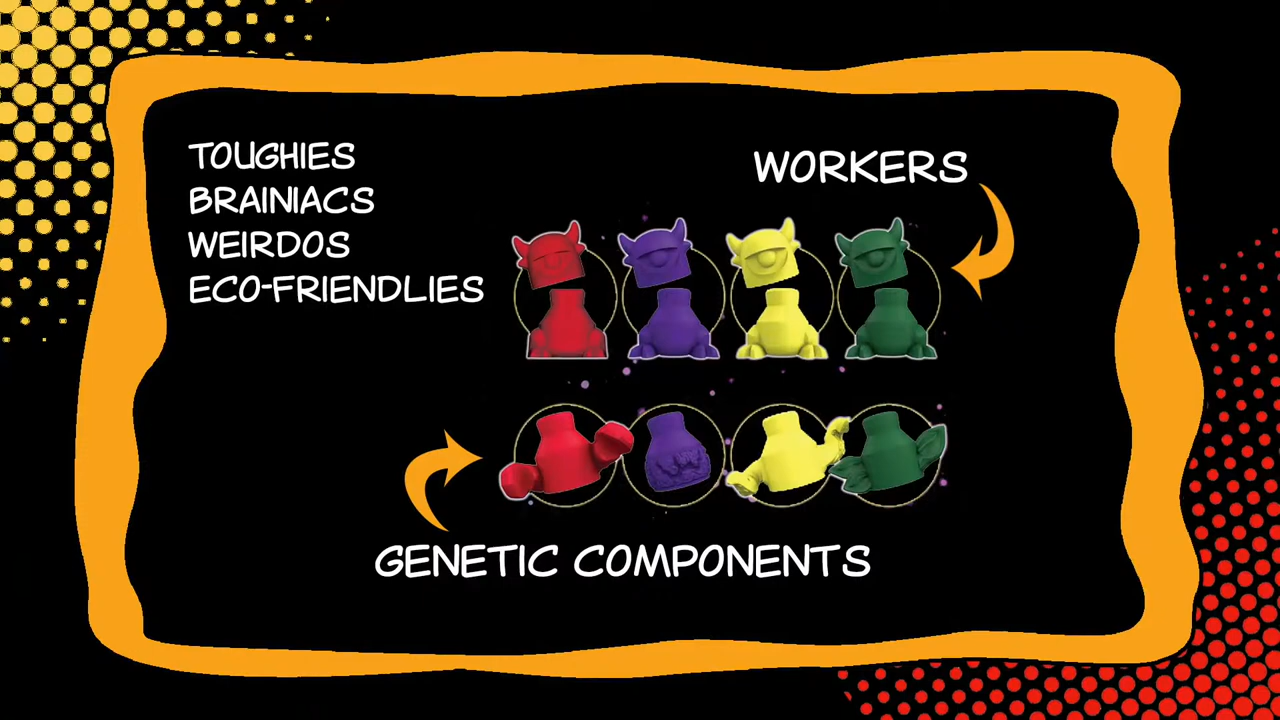 TOUGHIES
BRAINIACS
WEIRDOS
ECO-FRIENDLIES
WORKERS
GENETIC COMPONENTS